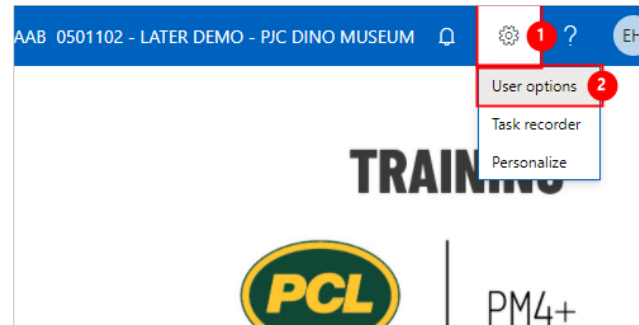 AAB 0501102 - LATER DEMO - PJC DINO MUSEUM 1 ? EH
User options 2
Task recorder
Personalize
TRAINING
PCL
PM4+